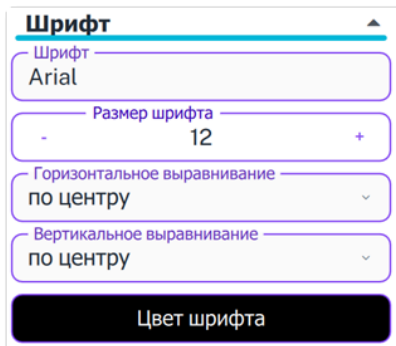 Шрифт
Шрифт
Arial
Размер шрифта
- 12 +
Горизонтальное выравнивание
по центру
Вертикальное выравнивание
по центру
Цвет шрифта